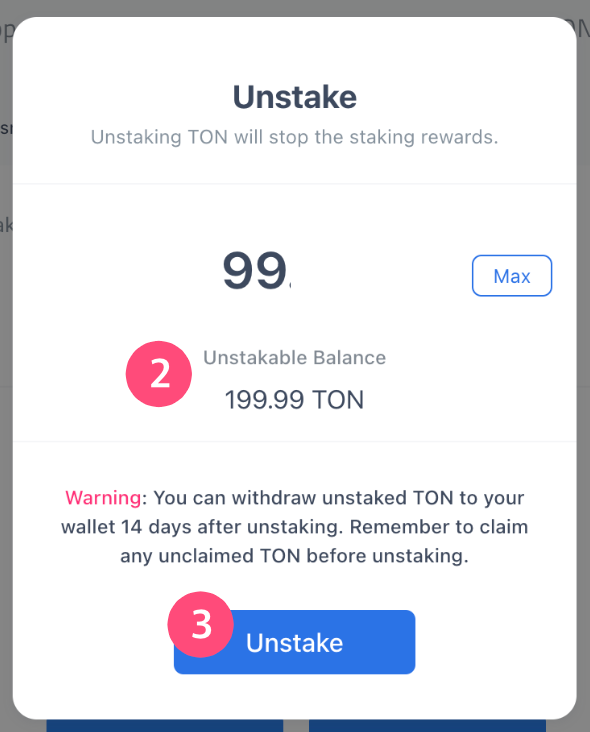 Unstake
Unstaking TON will stop the staking rewards.
99.
Max
2
Unstakable Balance
199.99 TON
Warning: You can withdraw unstaked TON to your
wallet 14 days after unstaking. Remember to claim
any unclaimed TON before unstaking.
3
Unstake